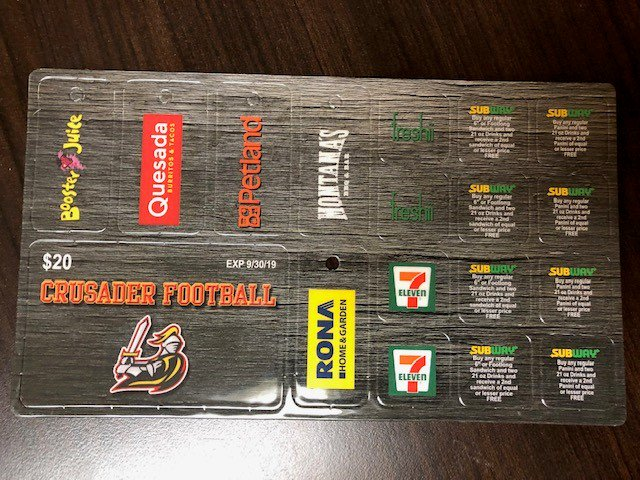 Booster Juice
Quesada
BURRITOS & TACOS
Petland
MONTANA'S
BBQ & BAR
freshii
SUBWAY
Buy any regular
6" or Footlong
Sandwich and two
21 oz Drinks and
receive a 2nd
sandwich of equal
or lesser price
FREE
SUBWAY
Buy any regular
Panini and two
21 oz Drinks and
receive a 2nd
Panini of equal
or lesser price
FREE
freshii
SUBWAY
Buy any regular
6" or Footlong
Sandwich and two
21 oz Drinks and
receive a 2nd
sandwich of equal
or lesser price
FREE
SUBWAY
Buy any regular
Panini and two
21 oz Drinks and
receive a 2nd
Panini of equal
or lesser price
FREE
$20
EXP 9/30/19
CRUSADER FOOTBALL
RONA
HOME & GARDEN
7
ELEVEN
SUBWAY
Buy any regular
6" or Footlong
Sandwich and two
21 oz Drinks and
receive a 2nd
sandwich of equal
or lesser price
FREE
SUBWAY
Buy any regular
Panini and two
21 oz Drinks and
receive a 2nd
Panini of equal
or lesser price
FREE
7
ELEVEN
SUBWAY
Buy any regular
6" or Footlong
Sandwich and two
21 oz Drinks and
receive a 2nd
sandwich of equal
or lesser price
FREE
SUBWAY
Buy any regular
Panini and two
21 oz Drinks and
receive a 2nd
Panini of equal
or lesser price
FREE